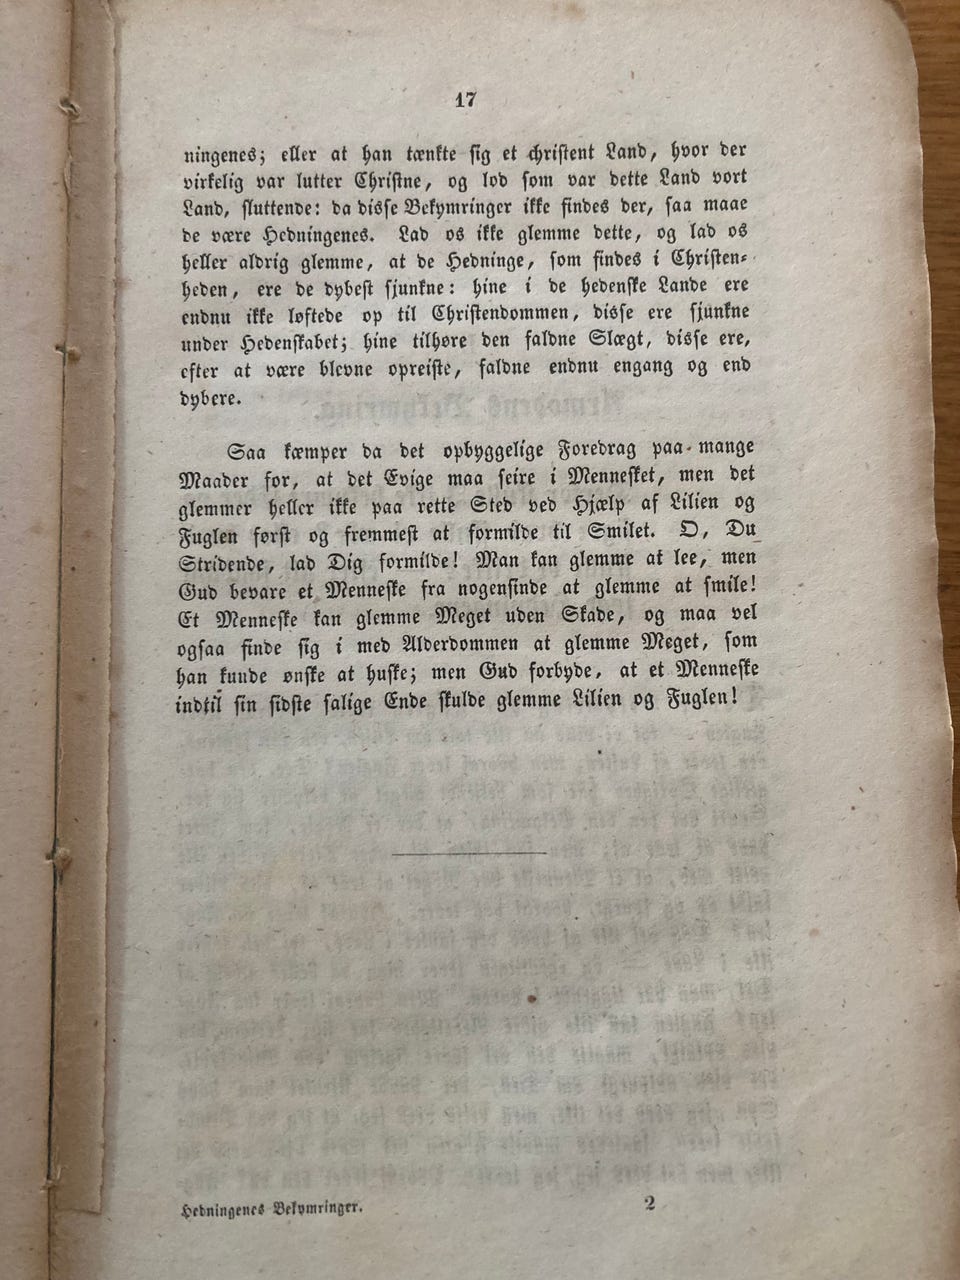 17
ningenes; eller at han tænkte sig et christent Land, hvor der
virkelig var lutter Christne, og lod som var dette Land vort
Land, sluttende: da disse Bekymringer ikke findes der, saa maae
de være Hedningenes. Lad os ikke glemme dette, og lad os
heller aldrig glemme, at de Hedninge, som findes i Christen-
heden, ere de dybest sjunkne: hine i de hedenske Lande ere
endnu ikke løftede op til Christendommen, disse ere sjunkne
under Hedenskabet; hine tilhøre den faldne Slægt, disse ere,
efter at være blevne opreiste, faldne endnu engang og end
dybere.
Saa kæmper da det opbyggelige Foredrag paa mange
Maader for, at det Evige maa seire i Mennesket, men det
glemmer heller ikke paa rette Sted ved Hjælp af Lilien og
Fuglen først og fremmest at formilde til Smilet. O, Du
Stridende, lad Dig formilde! Man kan glemme at lee, men
Gud bevare et Menneske fra nogensinde at glemme at smile!
Et Menneske kan glemme Meget uden Skade, og maa vel
ogsaa finde sig i med Alderdommen at glemme Meget, som
han kunde ønske at huske; men Gud forbyde, at et Menneske
indtil sin sidste salige Ende skulde glemme Lilien og Fuglen!
Hedningenes Bekymringer.
2